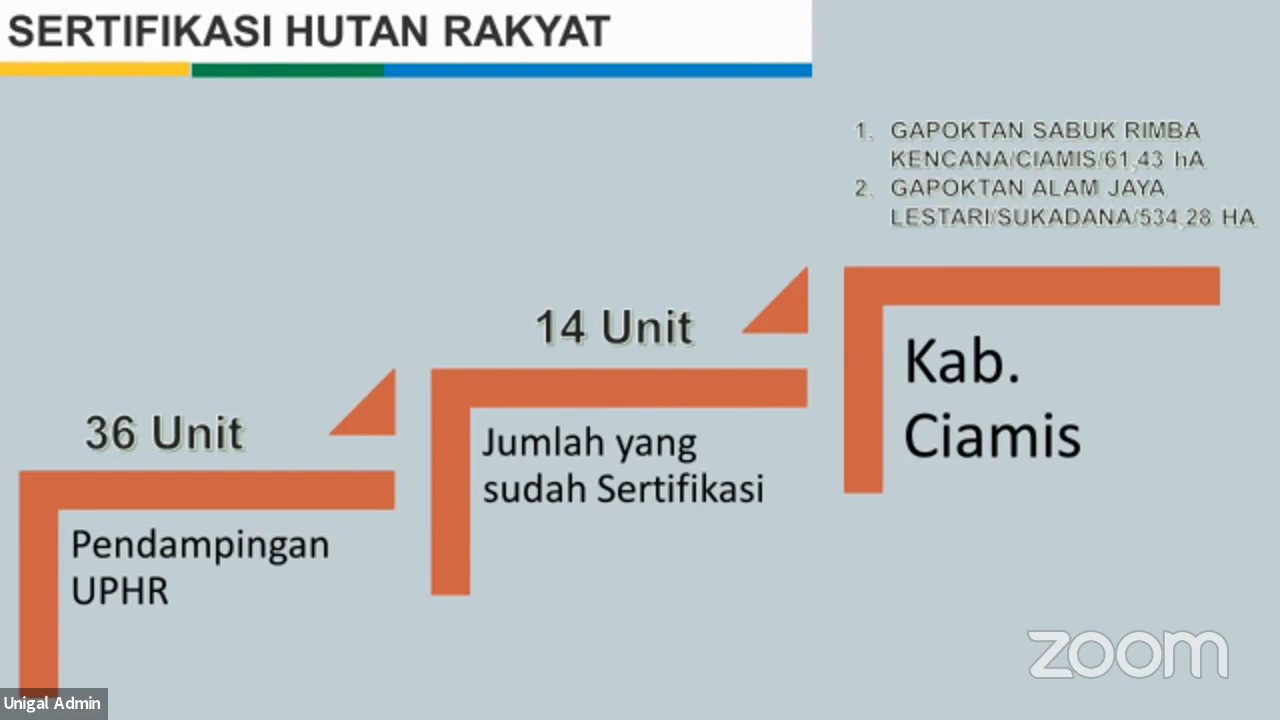 SERTIFIKASI HUTAN RAKYAT
1. GAPOKTAN SABUK RIMBA
KENCANA/CIAMIS/61,43 hA
2. GAPOKTAN ALAM JAYA
LESTARI/SUKADANA/534,28 HA
14 Unit
Kab.
Ciamis
36 Unit
Jumlah yang
sudah Sertifikasi
Pendampingan
UPHR
zoom
Unigal Admin